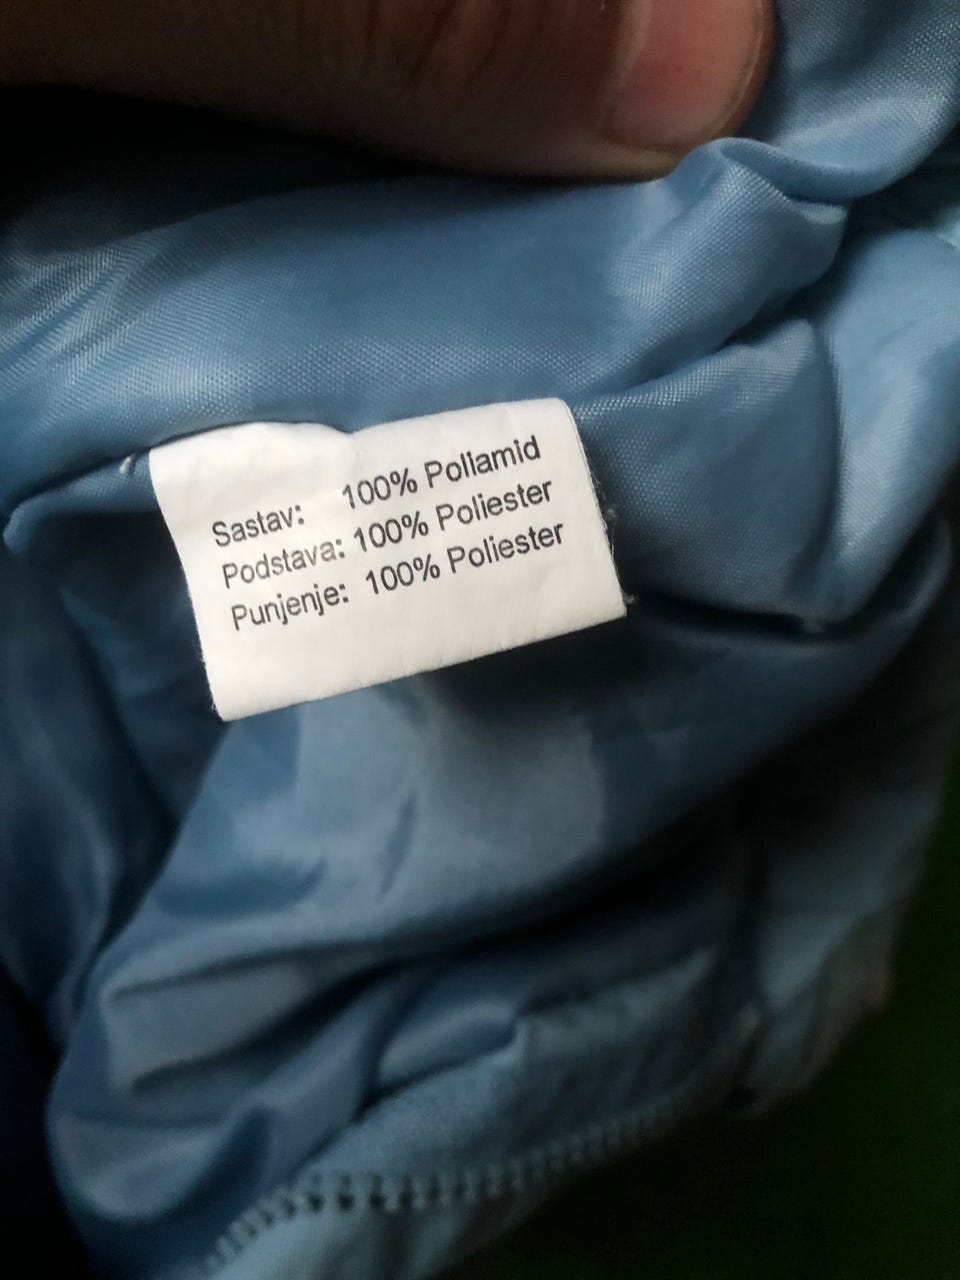 Sastav: 100% Poliamid
Podstava: 100% Poliester
Punjenje: 100% Poliester